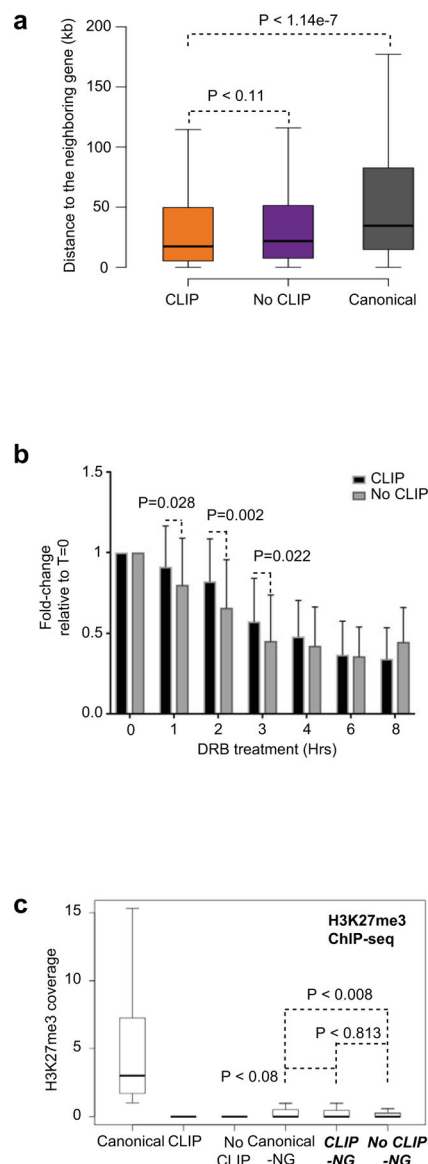 a
P < 1.14e-7
P < 0.11
Distance to the neighboring gene (kb)
200
150
100
50
0
CLIP No CLIP Canonical
b
CLIP
No CLIP
P=0.028
P=0.002
P=0.022
Fold-change
relative to T=0
1.5
1
0.5
0.0
0 1 2 3 4 6 8
DRB treatment (Hrs)
c
H3K27me3
ChIP-seq
P < 0.008
P < 0.813
P < 0.08
H3K27me3 coverage
15
10
5
0
Canonical CLIP No Canonical CLIP No CLIP
CLIP -NG -NG -NG